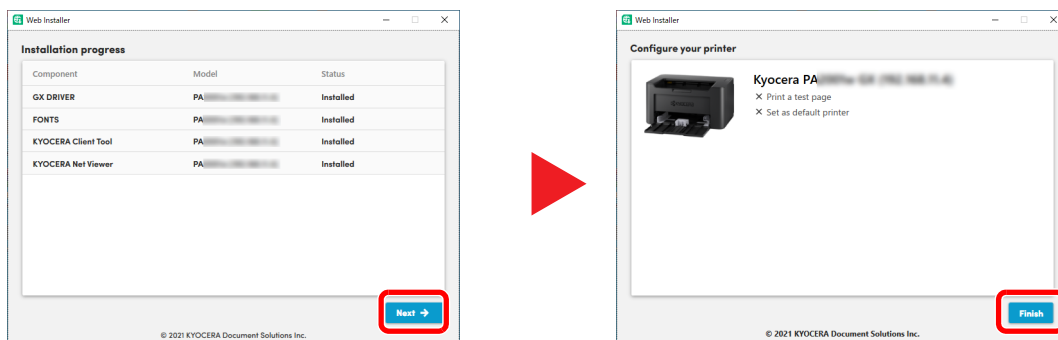 Web Installer
Installation progress
Component Model Status
GX DRIVER PA Installed
FONTS PA Installed
KYOCERA Client Tool PA Installed
KYOCERA Net Viewer PA Installed
Next →
© 2021 KYOCERA Document Solutions Inc.
Web Installer
Configure your printer
Kyocera PA
× Print a test page
× Set as default printer
Finish
© 2021 KYOCERA Document Solutions Inc.